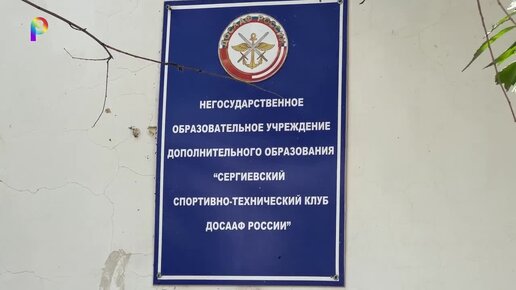 ДОСААФ РОССИИ
НЕГОСУДАРСТВЕННОЕ
ОБРАЗОВАТЕЛЬНОЕ УЧРЕЖДЕНИЕ
ДОПОЛНИТЕЛЬНОГО ОБРАЗОВАНИЯ
“СЕРГИЕВСКИЙ
СПОРТИВНО-ТЕХНИЧЕСКИЙ КЛУБ
ДОСААФ РОССИИ”